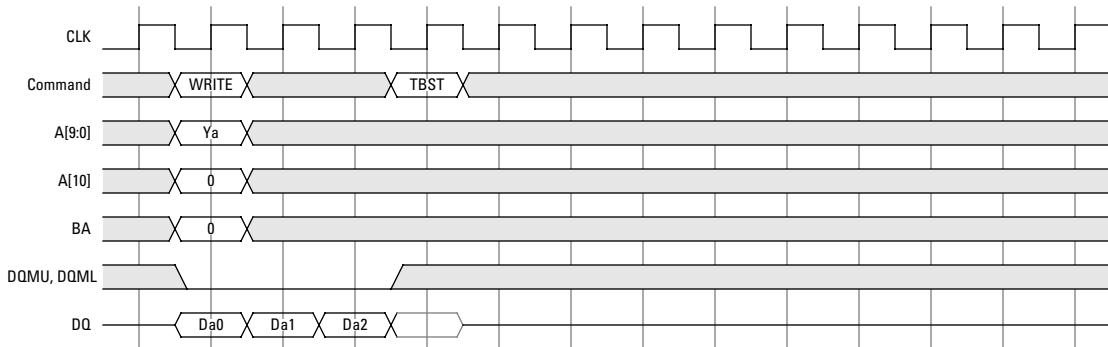 CLK
Command WRITE TBST
A[9:0] Ya
A[10] 0
BA 0
DQMU, DQML
DQ Da0 Da1 Da2